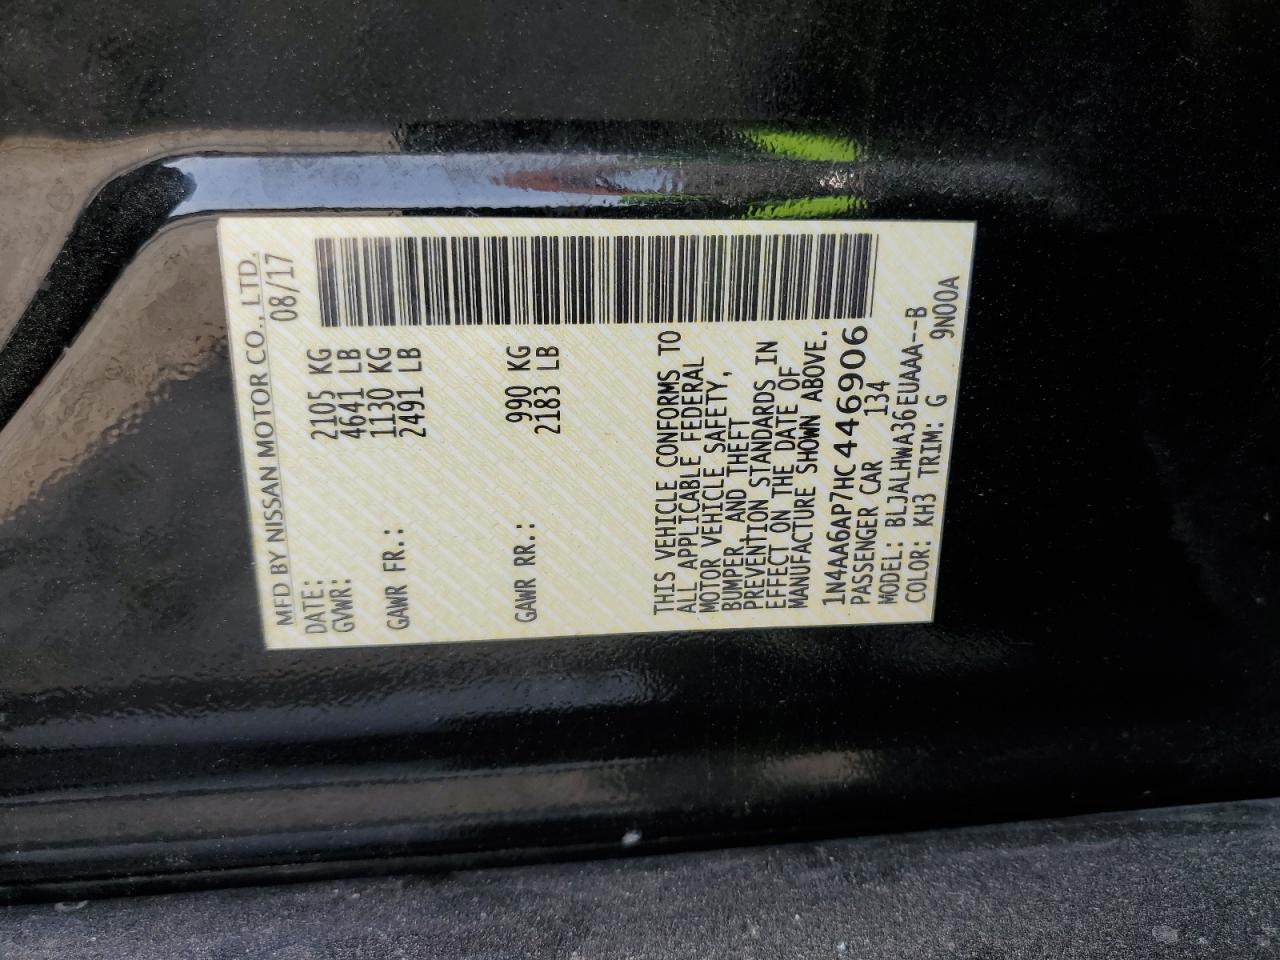 MFD BY NISSAN MOTOR CO., LTD.
DATE: 08/17
GVWR: 2105 KG
4641 LB
GAWR FR.: 1130 KG
2491 LB
GAWR RR.: 990 KG
2183 LB
THIS VEHICLE CONFORMS TO
ALL APPLICABLE FEDERAL
MOTOR VEHICLE SAFETY,
BUMPER, AND THEFT
PREVENTION STANDARDS IN
EFFECT ON THE DATE OF
MANUFACTURE SHOWN ABOVE.
1N4AA6AP7HC446906
PASSENGER CAR 134
MODEL: BLJALHWA36EUAAA--B
COLOR: KH3 TRIM: G 9N00A